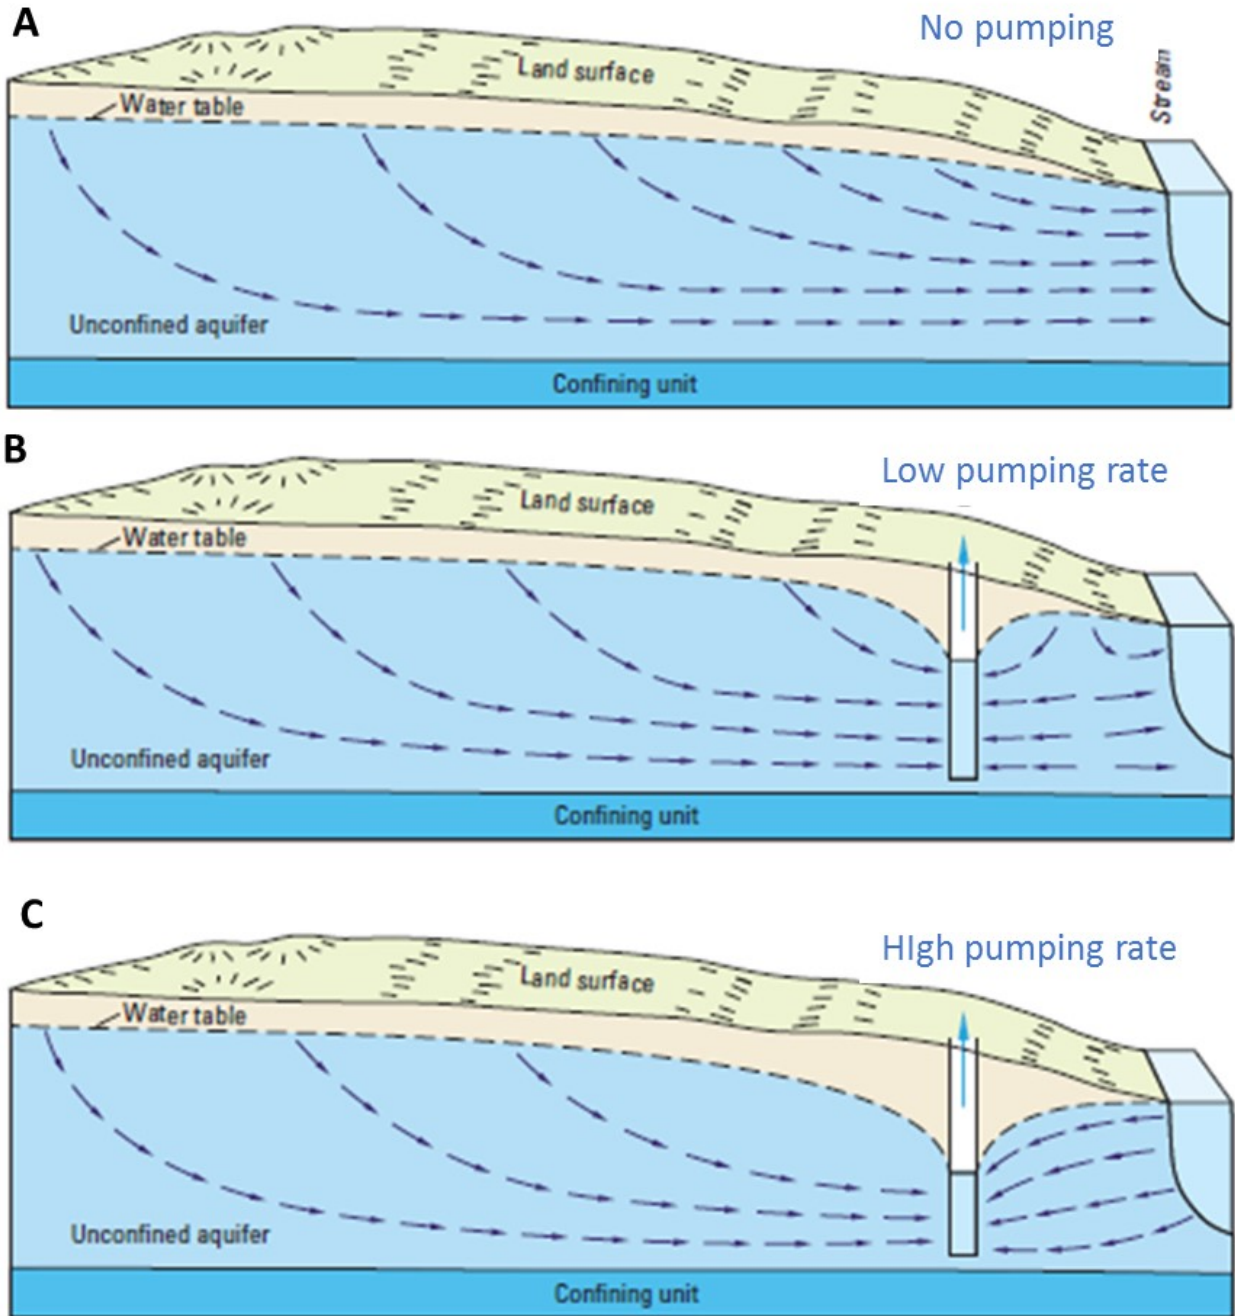 A
No pumping
Stream
Land surface
Water table
Unconfined aquifer
Confining unit
B
Low pumping rate
Land surface
Water table
Unconfined aquifer
Confining unit
C
HIgh pumping rate
Land surface
Water table
Unconfined aquifer
Confining unit